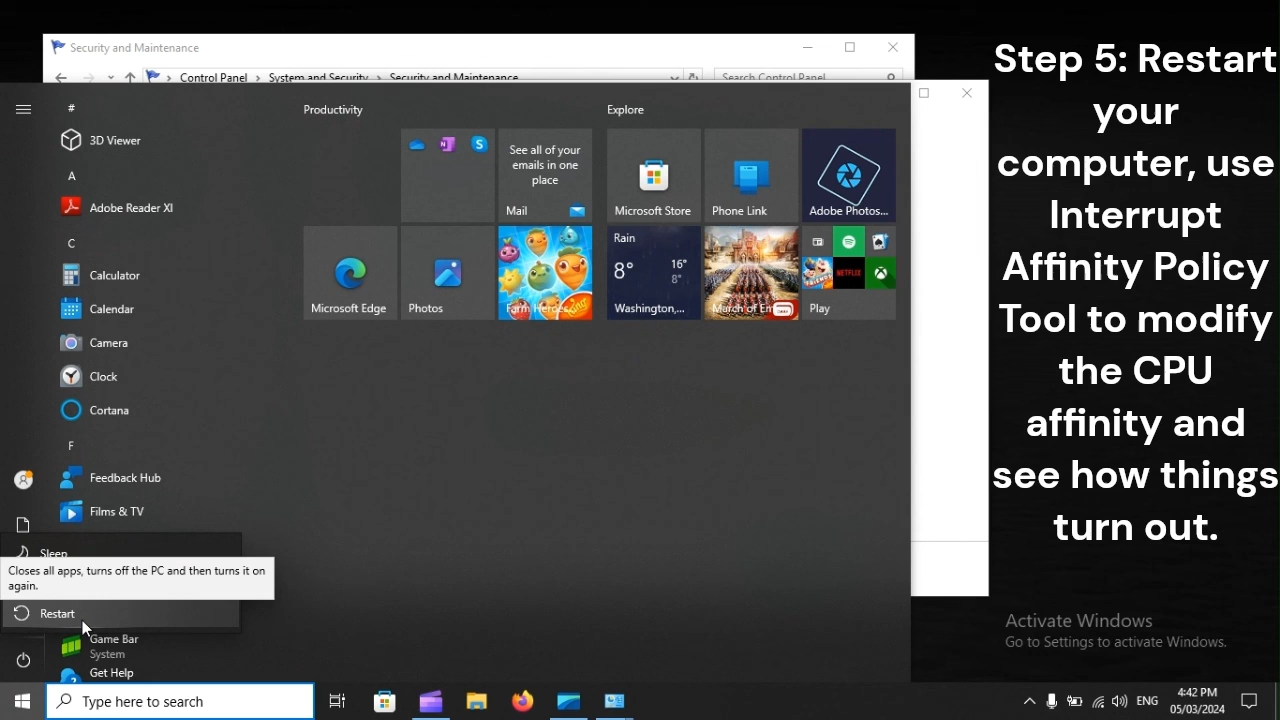 Security and Maintenance
Control Panel
System and Security
Security and Maintenance
Search Control Panel
Step 5: Restart
your
computer, use
Interrupt
Affinity Policy
Tool to modify
the CPU
affinity and
see how things
turn out.
#
3D Viewer
A
Adobe Reader XI
C
Calculator
Calendar
Camera
Clock
Cortana
F
Feedback Hub
Films & TV
Sleep
Closes all apps, turns off the PC and then turns it on
again.
Restart
Game Bar
System
Get Help
Productivity
See all of your
emails in one
place
Mail
Microsoft Edge
Photos
Farm Heroes...
Explore
Microsoft Store
Phone Link
Adobe Photos...
Rain
8°
16°
8°
Washington,...
March of Em...
NETFLIX
Play
Activate Windows
Go to Settings to activate Windows.
Type here to search
ENG
4:42 PM
05/03/2024